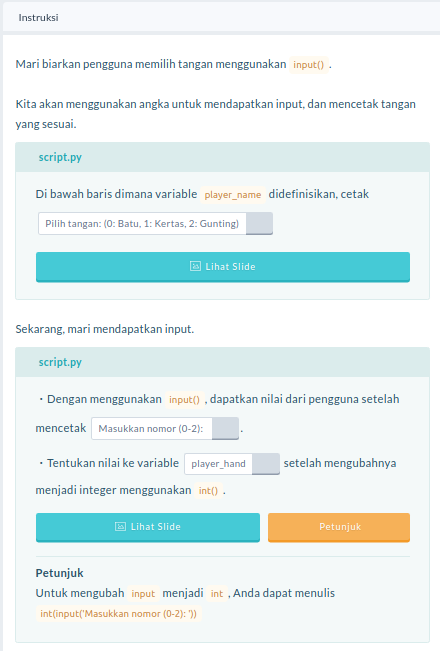 Instruksi
Mari biarkan pengguna memilih tangan menggunakan input() .
Kita akan menggunakan angka untuk mendapatkan input, dan mencetak tangan
yang sesuai.
script.py
Di bawah baris dimana variable player_name didefinisikan, cetak
Pilih tangan: (0: Batu, 1: Kertas, 2: Gunting)
Lihat Slide
Sekarang, mari mendapatkan input.
script.py
・Dengan menggunakan input() , dapatkan nilai dari pengguna setelah
mencetak Masukkan nomor (0-2): .
・Tentukan nilai ke variable player_hand setelah mengubahnya
menjadi integer menggunakan int() .
Lihat Slide Petunjuk
Petunjuk
Untuk mengubah input menjadi int , Anda dapat menulis
int(input('Masukkan nomor (0-2): '))